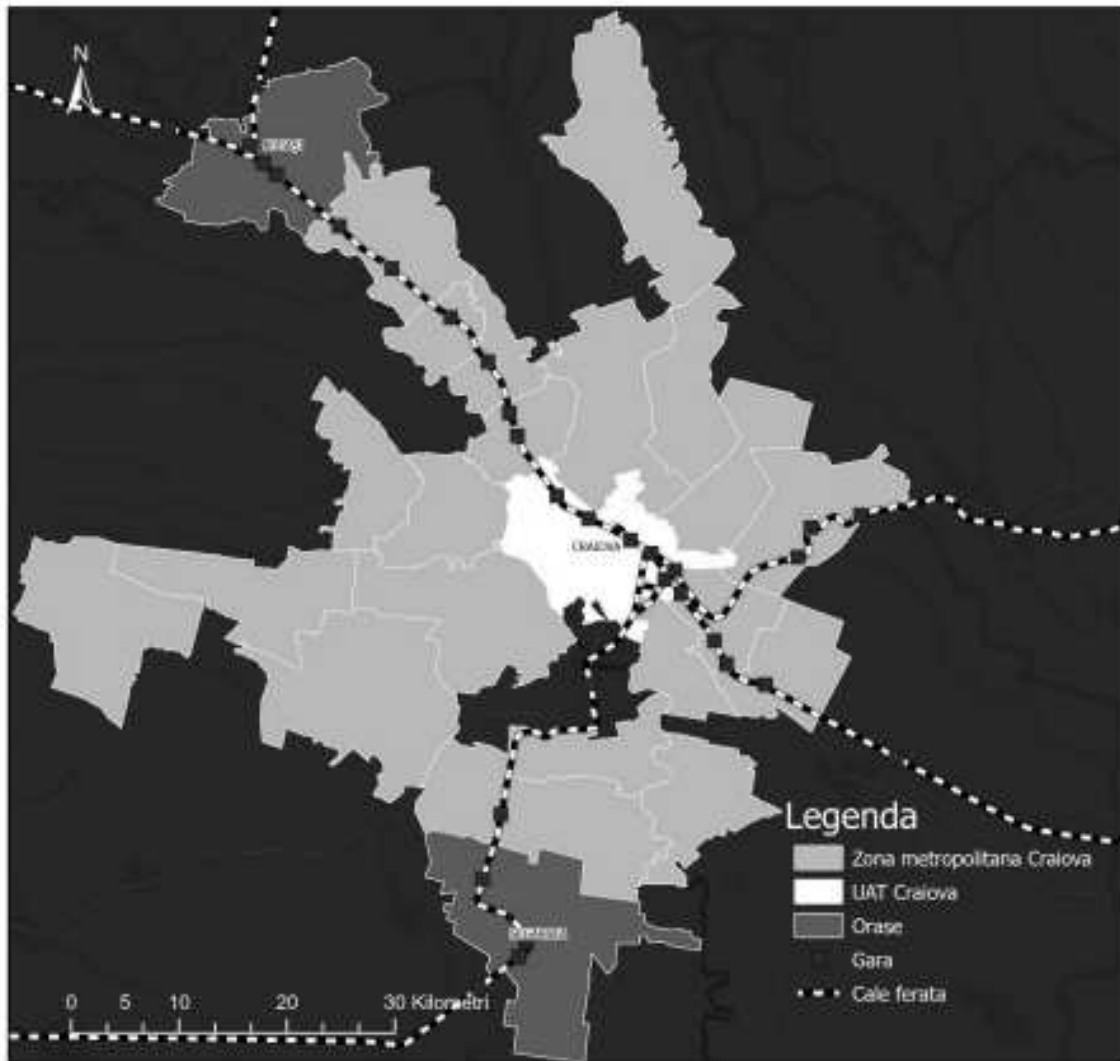 N
CRAIOVA
Legenda
Zona metropolitana Craiova
UAT Craiova
Orase
Gara
Cale ferata
0 5 10 20 30 Kilometri